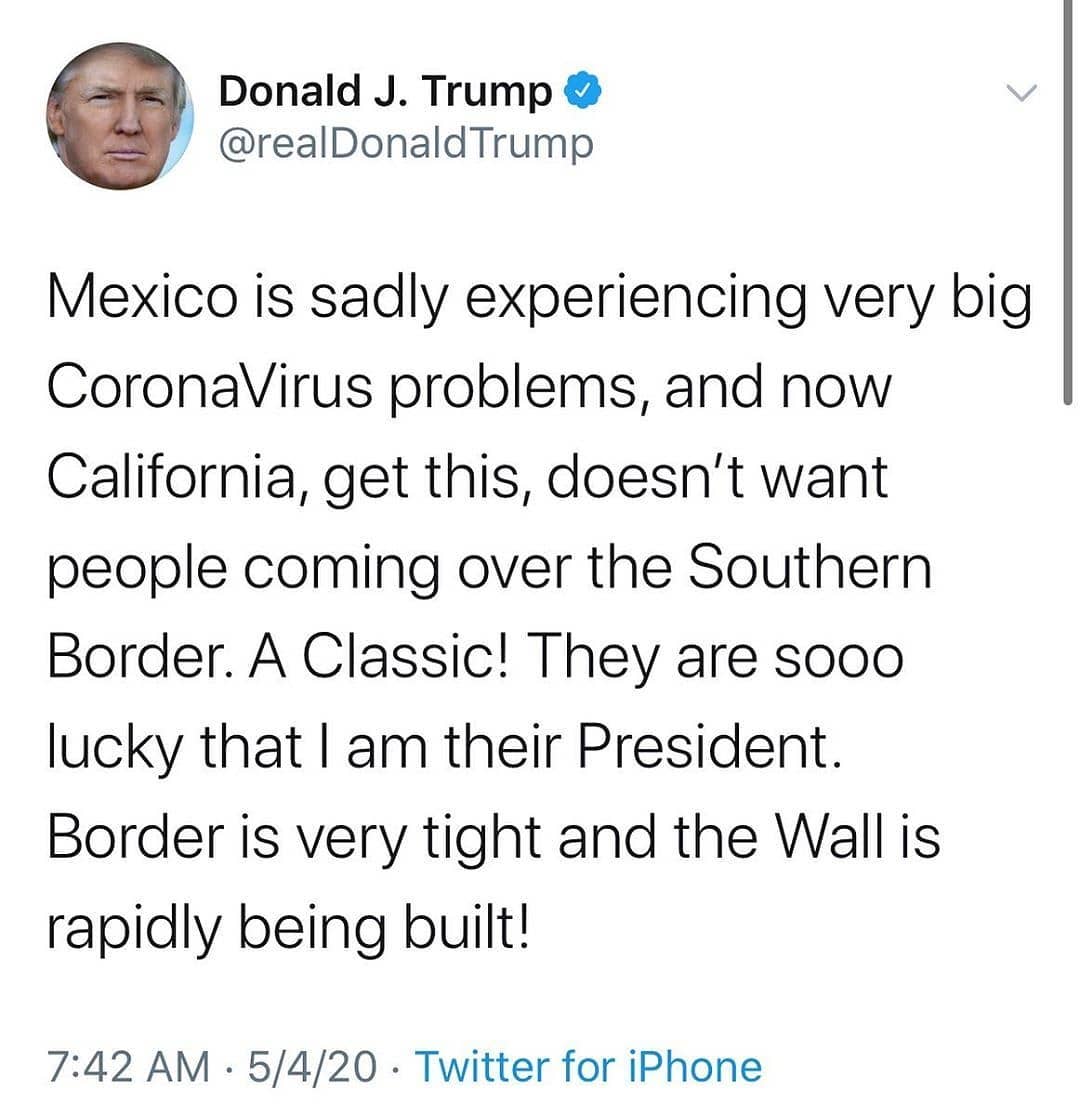 Donald J. Trump
@realDonaldTrump
Mexico is sadly experiencing very big
CoronaVirus problems, and now
California, get this, doesn’t want
people coming over the Southern
Border. A Classic! They are sooo
lucky that I am their President.
Border is very tight and the Wall is
rapidly being built!
7:42 AM · 5/4/20 · Twitter for iPhone